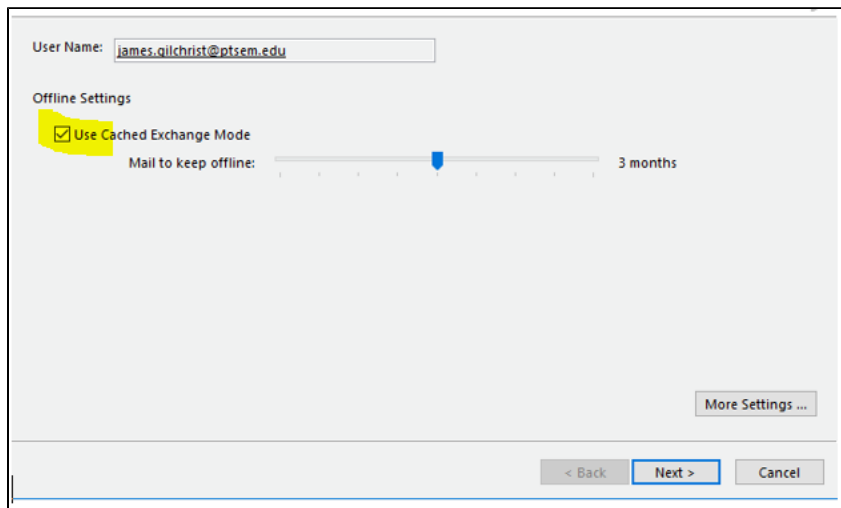 User Name: james.gilchrist@ptsem.edu
Offline Settings
Use Cached Exchange Mode
Mail to keep offline: 3 months
More Settings ...
< Back Next > Cancel